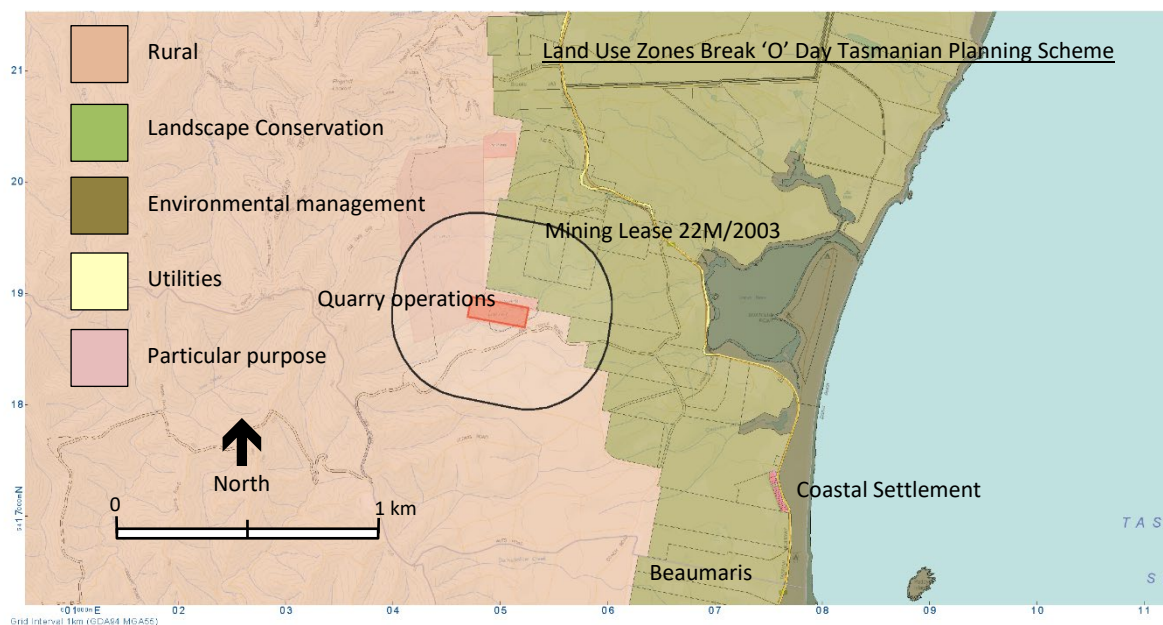 Land Use Zones Break ‘O’ Day Tasmanian Planning Scheme
Rural
Landscape Conservation
Environmental management
Utilities
Particular purpose
Mining Lease 22M/2003
Quarry operations
North
0
1 km
Coastal Settlement
Beaumaris
T A S
S
21
20
19
18
02
03
04
05
06
07
08
09
10
11
Grid Interval 1km (GDA94 MGA55)